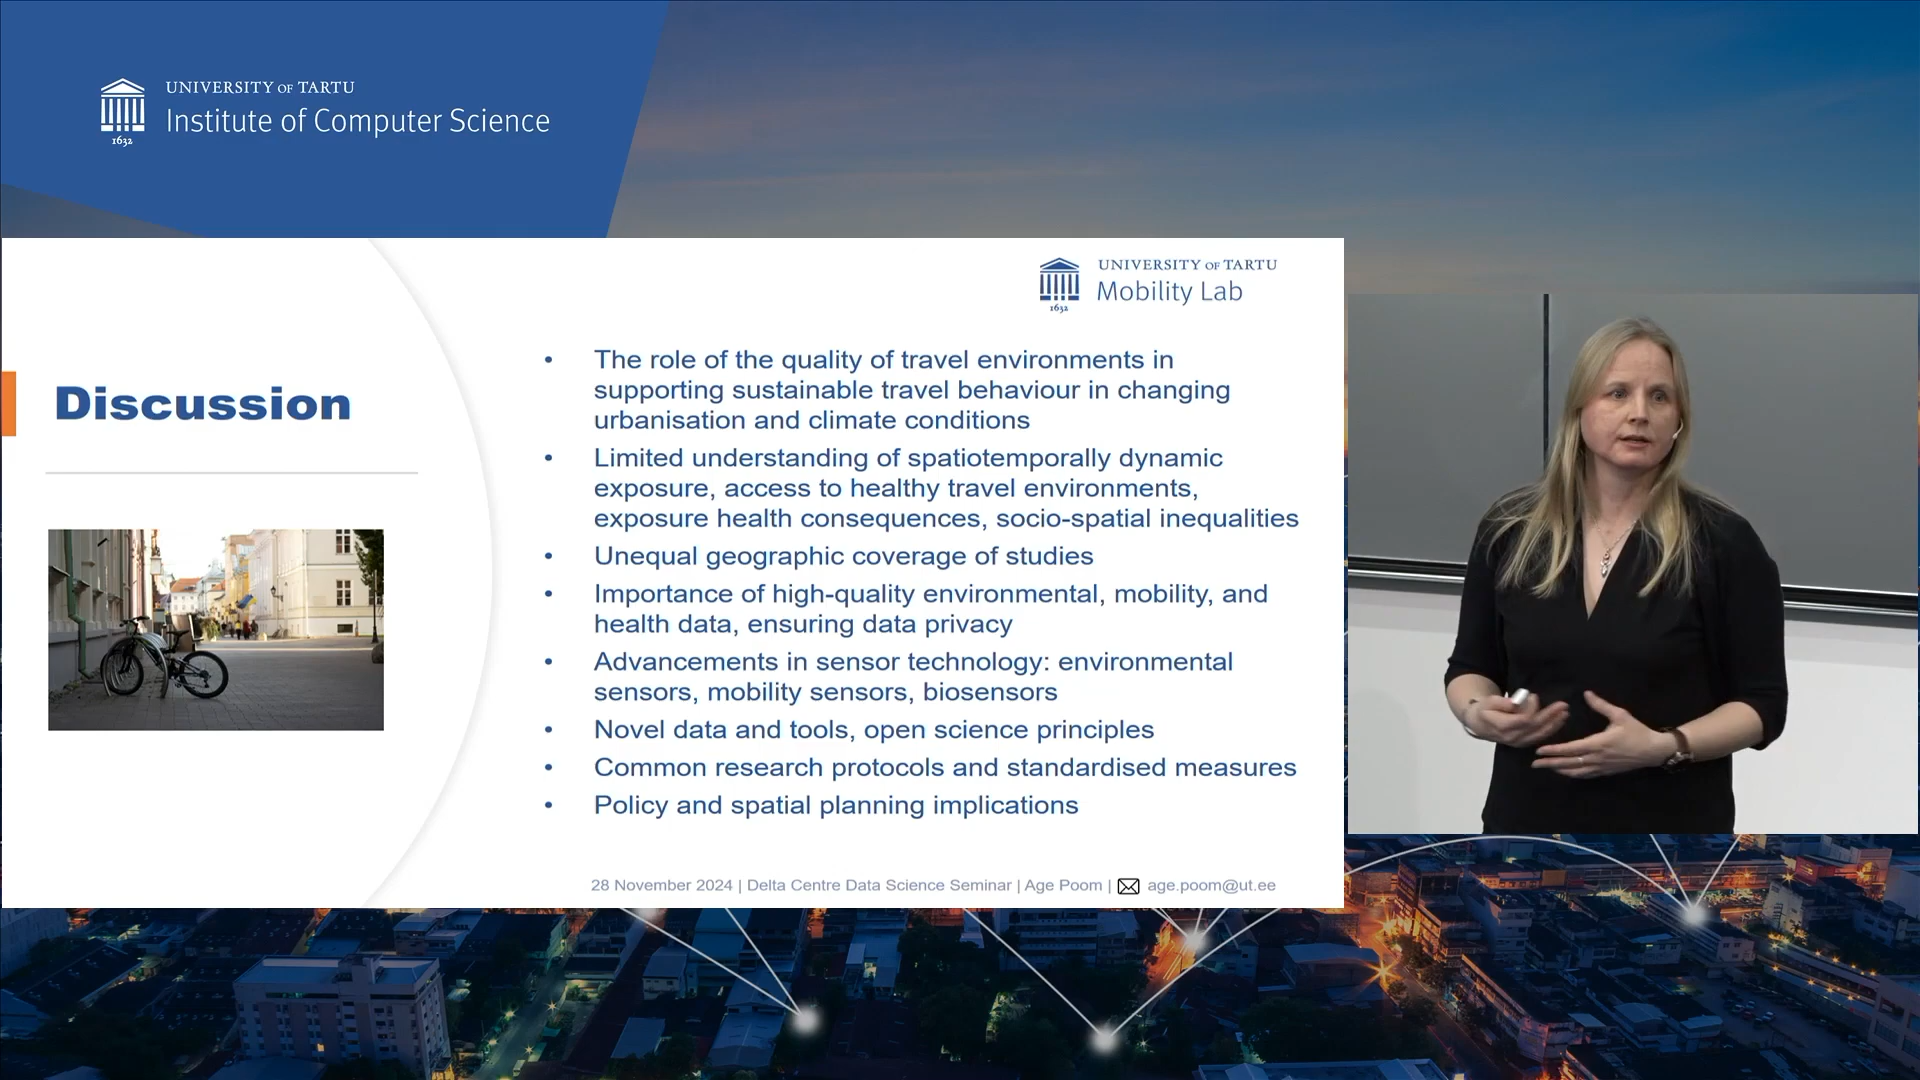 UNIVERSITY OF TARTU
Institute of Computer Science
1632
UNIVERSITY OF TARTU
Mobility Lab
1632
Discussion
• The role of the quality of travel environments in
supporting sustainable travel behaviour in changing
urbanisation and climate conditions
• Limited understanding of spatiotemporally dynamic
exposure, access to healthy travel environments,
exposure health consequences, socio-spatial inequalities
• Unequal geographic coverage of studies
• Importance of high-quality environmental, mobility, and
health data, ensuring data privacy
• Advancements in sensor technology: environmental
sensors, mobility sensors, biosensors
• Novel data and tools, open science principles
• Common research protocols and standardised measures
• Policy and spatial planning implications
28 November 2024 | Delta Centre Data Science Seminar | Age Poom | age.poom@ut.ee